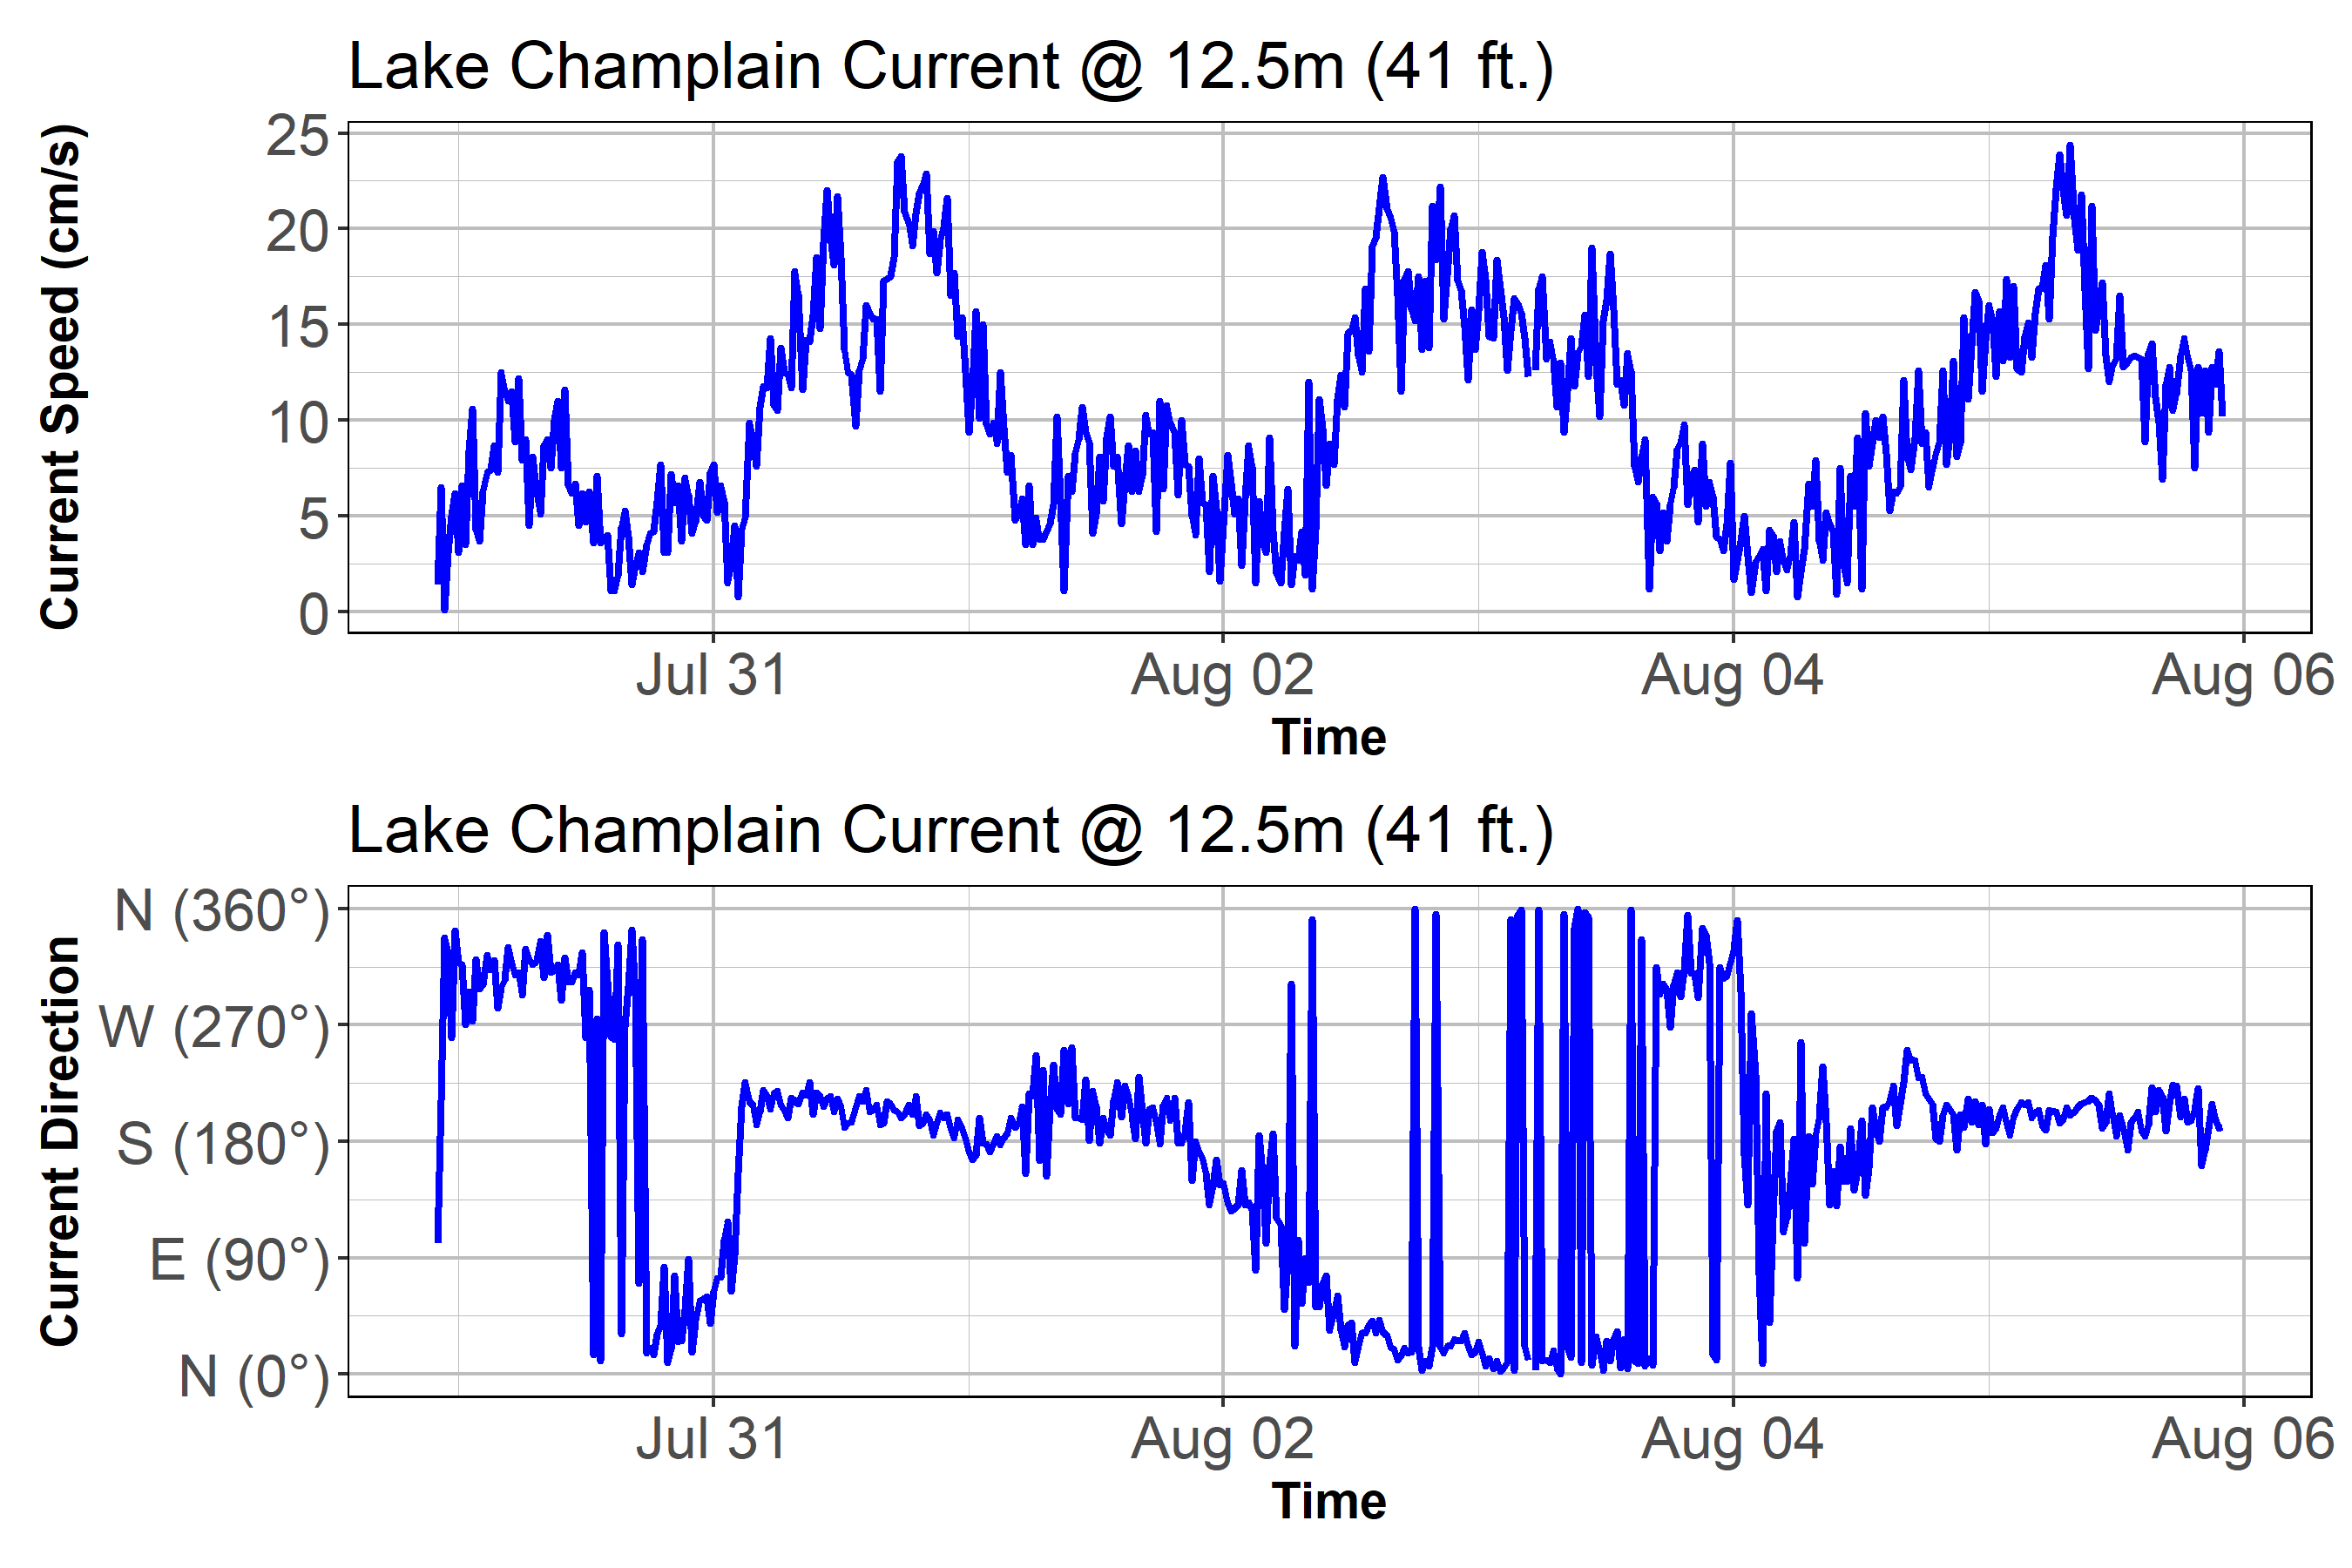 Lake Champlain Current @ 12.5m (41 ft.)
Current Speed (cm/s)
25
20
15
10
5
0
Jul 31 Aug 02 Aug 04 Aug 06
Time
Lake Champlain Current @ 12.5m (41 ft.)
Current Direction
N (360°)
W (270°)
S (180°)
E (90°)
N (0°)
Jul 31 Aug 02 Aug 04 Aug 06
Time